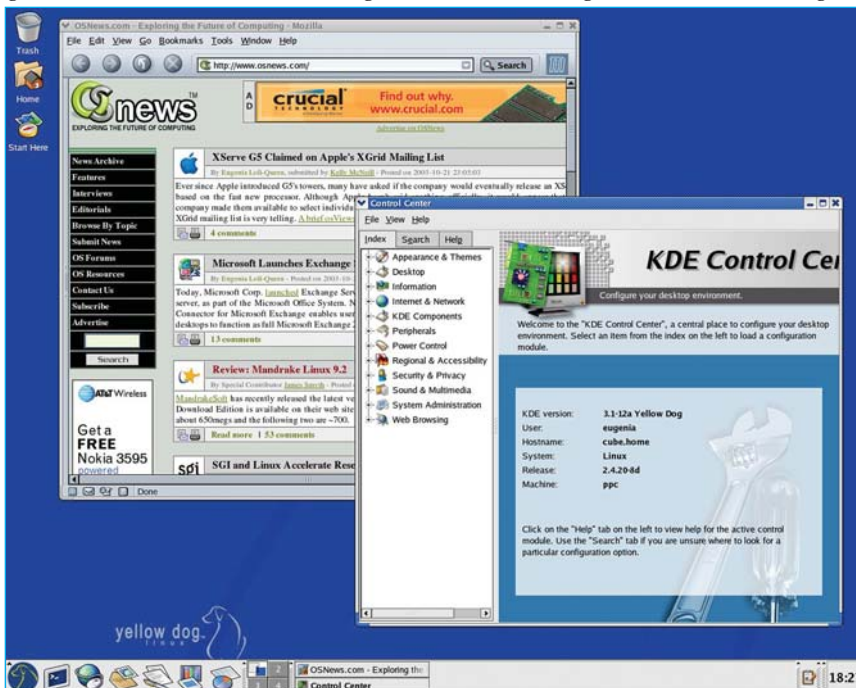 Trash
Home
Start Here
OSNews.com - Exploring the Future of Computing - Mozilla
File Edit View Go Bookmarks Tools Window Help
http://www.osnews.com/
Search
OSnews TM
EXPLORING THE FUTURE OF COMPUTING
AD
crucial TECHNOLOGY
Find out why.
www.crucial.com
Advertise on OSNews
News Archive
Features
Interviews
Editorials
Browse By Topic
Submit News
OS Forums
OS Resources
Contact Us
Subscribe
Advertise
Search
AT&T Wireless
Get a
FREE
Nokia 3595
powered
XServe G5 Claimed on Apple's XGrid Mailing List
By Eugenia Loli-Queru, submitted by Kelly McNeill - Posted on 2003-10-21 23:05:03
Ever since Apple introduced G5's towers, many have asked if the company would eventually release an XS
based on the fast new processor. Although
company made them available to select
XGrid mailing list is very telling. A brief osView
4 comments
Microsoft Launches Exchange
By Eugenia Loli-Queru - Posted on 2003-10-
Today, Microsoft Corp. launched Exchange Ser
server, as part of the Microsoft Office System. N
Connector for Microsoft Exchange enables user
desktops to function as full Microsoft Exchange 2
13 comments
Review: Mandrake Linux 9.2
By Special Contributor - Posted
MandrakeSoft has recently released the latest ve
Download Edition is available on their web site
about 650megs and the following two are ~700.
Read more | 53 comments
SGI
SGI and Linux Accelerate Rese
Done
Control Center
File View Help
Index Search Help
Appearance & Themes
Desktop
Information
Internet & Network
KDE Components
Peripherals
Power Control
Regional & Accessibility
Security & Privacy
Sound & Multimedia
System Administration
Web Browsing
KDE Control Cen
Configure your desktop environment.
Welcome to the "KDE Control Center", a central place to configure your desktop
environment. Select an item from the index on the left to load a configuration
module.
KDE version: 3.1-12a Yellow Dog
User: eugenia
Hostname: cube.home
System: Linux
Release: 2.4.20-8d
Machine: ppc
Click on the "Help" tab on the left to view help for the active control
module. Use the "Search" tab if you are unsure where to look for a
particular configuration option.
yellow dog
linux
OSNews.com - Exploring the
Control Center
18:2